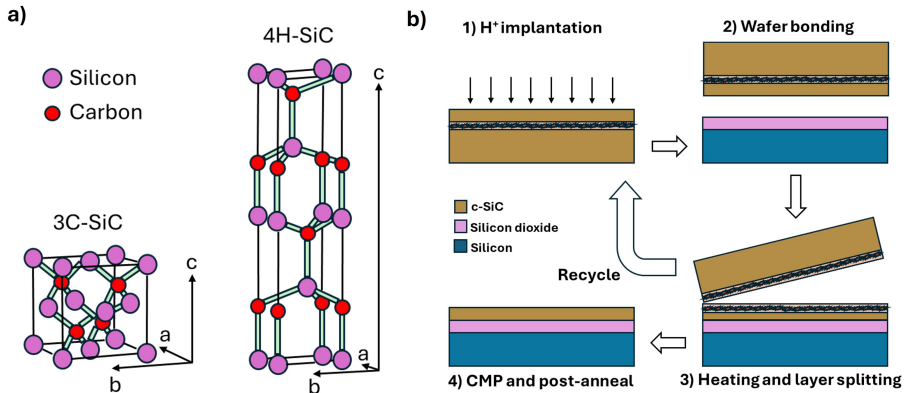 a)
4H-SiC
Silicon
Carbon
3C-SiC
c
a
b
c
a
b
b)
1) H⁺ implantation
2) Wafer bonding
c-SiC
Silicon dioxide
Silicon
Recycle
4) CMP and post-anneal
3) Heating and layer splitting